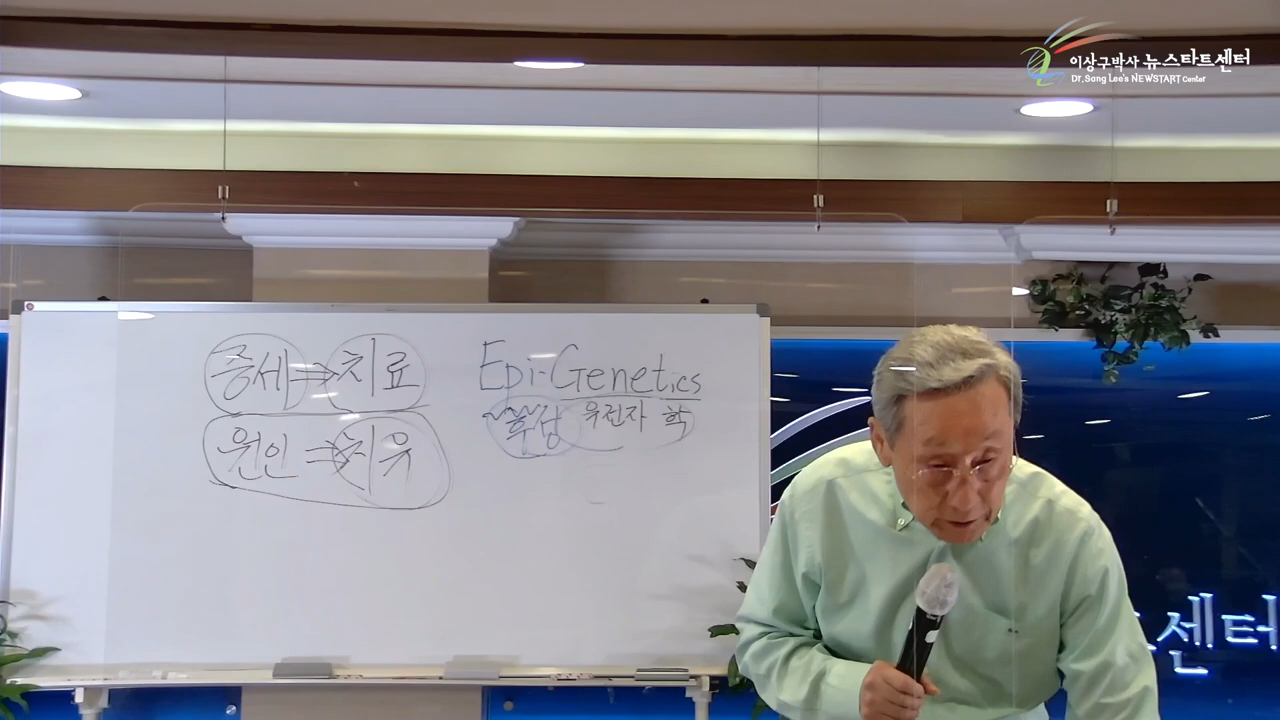 이상구박사 뉴스타트센터
Dr. Sang Lee's NEWSTART Center
증세 ⇒ 치료
원인 ⇒ 치유
Epi-Genetics
후성 유전자 학
센터